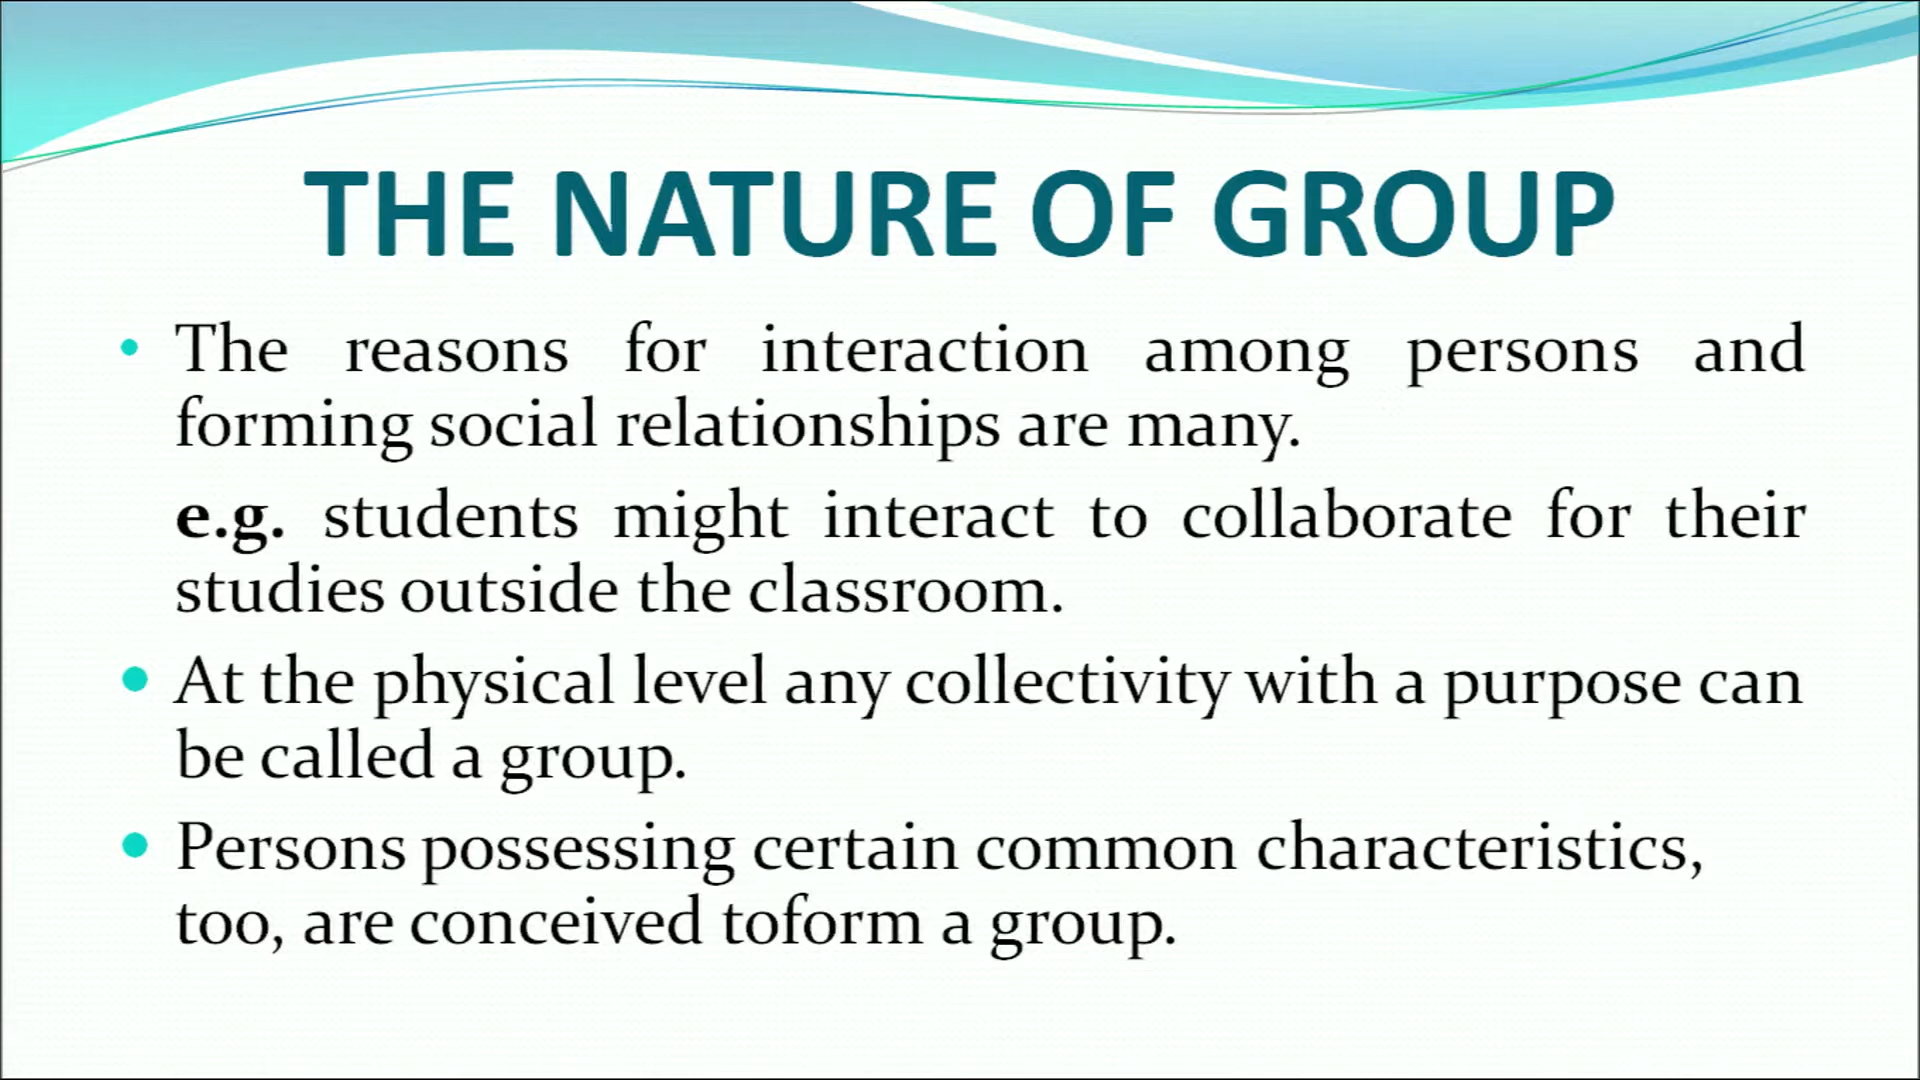 THE NATURE OF GROUP
• The reasons for interaction among persons and
forming social relationships are many.
e.g. students might interact to collaborate for their
studies outside the classroom.
• At the physical level any collectivity with a purpose can
be called a group.
• Persons possessing certain common characteristics,
too, are conceived toform a group.